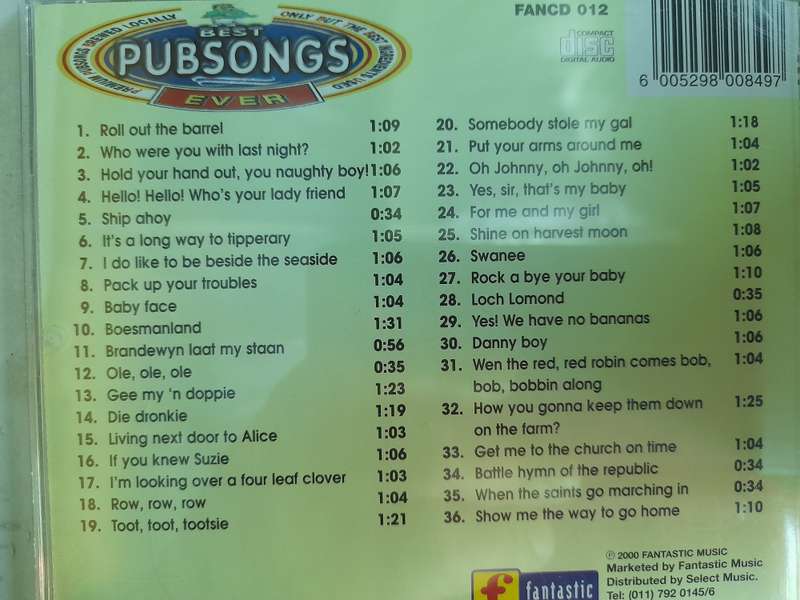 FANCD 012
PREMIUM PUBSONGS BREWED LOCALLY
ONLY BUT THE BEST INGREDIENTS USED
BEST
PUBSONGS
EVER
COMPACT
disc
DIGITAL AUDIO
6 005298 008497
1. Roll out the barrel 1:09
2. Who were you with last night? 1:02
3. Hold your hand out, you naughty boy! 1:06
4. Hello! Hello! Who's your lady friend 1:07
5. Ship ahoy 0:34
6. It's a long way to tipperary 1:05
7. I do like to be beside the seaside 1:06
8. Pack up your troubles 1:04
9. Baby face 1:04
10. Boesmanland 1:31
11. Brandewyn laat my staan 0:56
12. Ole, ole, ole 0:35
13. Gee my 'n doppie 1:23
14. Die dronkie 1:19
15. Living next door to Alice 1:03
16. If you knew Suzie 1:06
17. I'm looking over a four leaf clover 1:03
18. Row, row, row 1:04
19. Toot, toot, tootsie 1:21
20. Somebody stole my gal 1:18
21. Put your arms around me 1:04
22. Oh Johnny, oh Johnny, oh! 1:02
23. Yes, sir, that's my baby 1:05
24. For me and my girl 1:07
25. Shine on harvest moon 1:08
26. Swanee 1:06
27. Rock a bye your baby 1:10
28. Loch Lomond 0:35
29. Yes! We have no bananas 1:06
30. Danny boy 1:06
31. Wen the red, red robin comes bob, 1:04
bob, bobbin along
32. How you gonna keep them down 1:25
on the farm?
33. Get me to the church on time 1:04
34. Battle hymn of the republic 0:34
35. When the saints go marching in 0:34
36. Show me the way to go home 1:10
f fantastic
℗ 2000 FANTASTIC MUSIC
Marketed by Fantastic Music
Distributed by Select Music.
Tel: (011) 792 0145/6